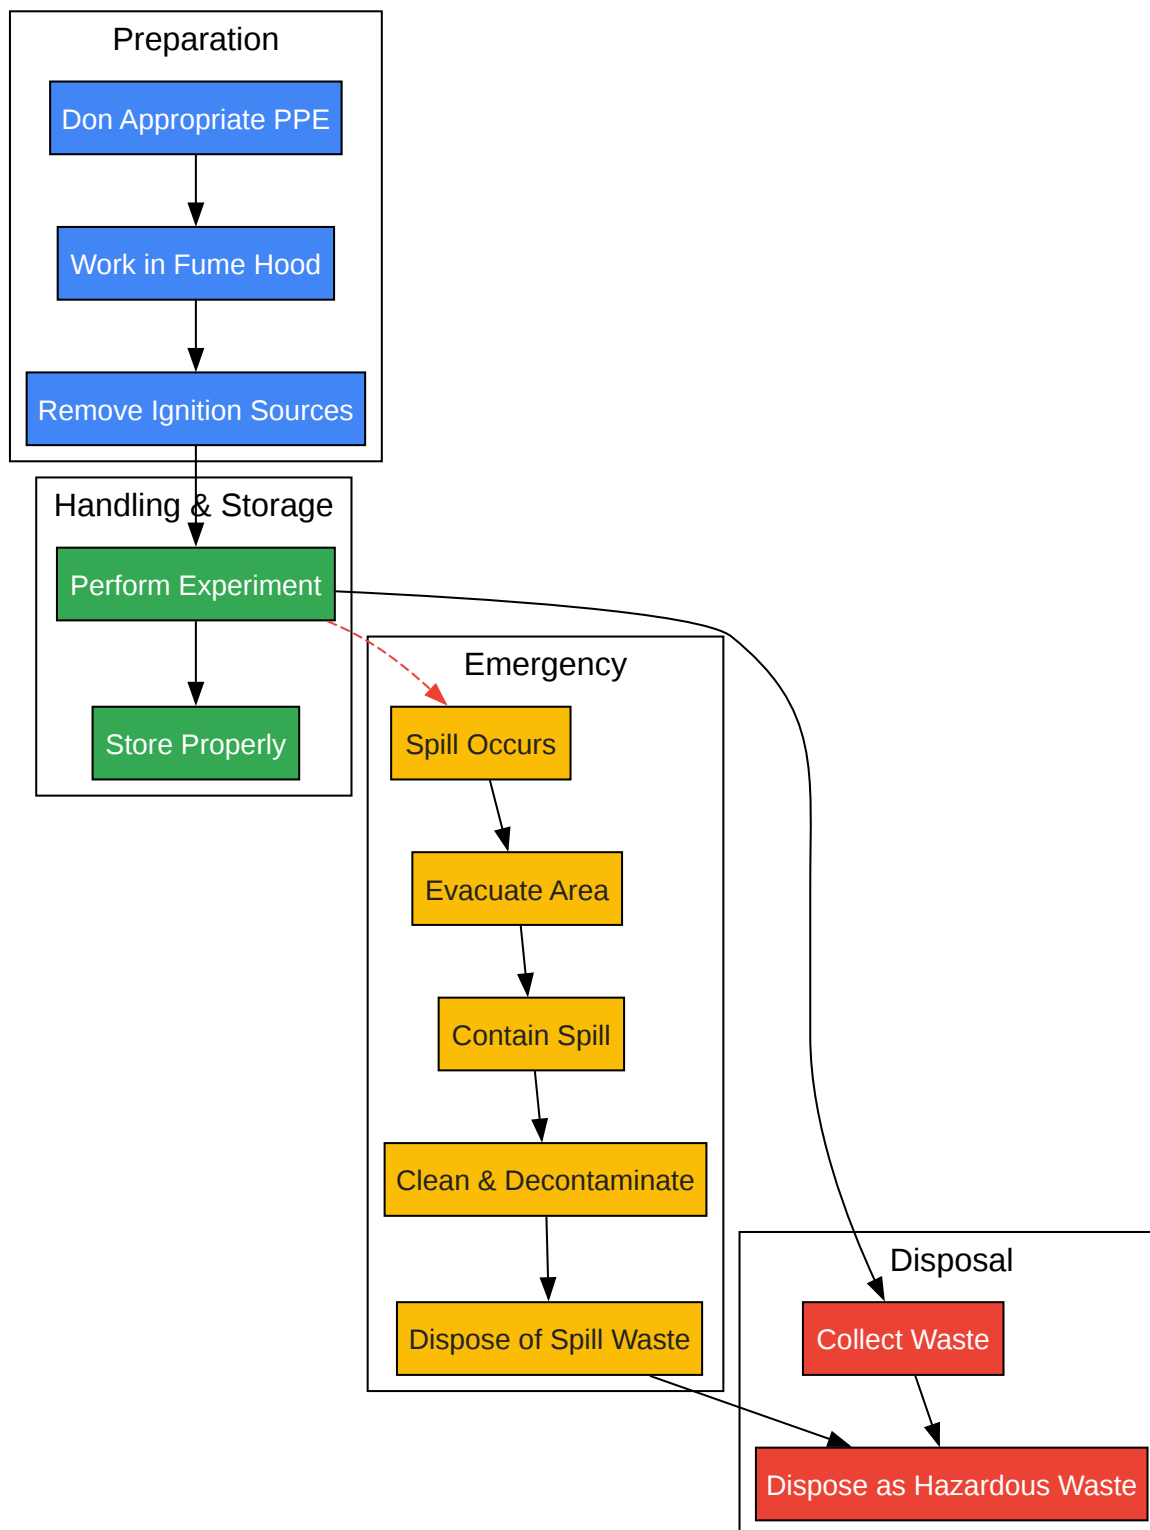 Preparation
Don Appropriate PPE
Work in Fume Hood
Remove Ignition Sources
Handling & Storage
Perform Experiment
Store Properly
Emergency
Spill Occurs
Evacuate Area
Contain Spill
Clean & Decontaminate
Dispose of Spill Waste
Disposal
Collect Waste
Dispose as Hazardous Waste